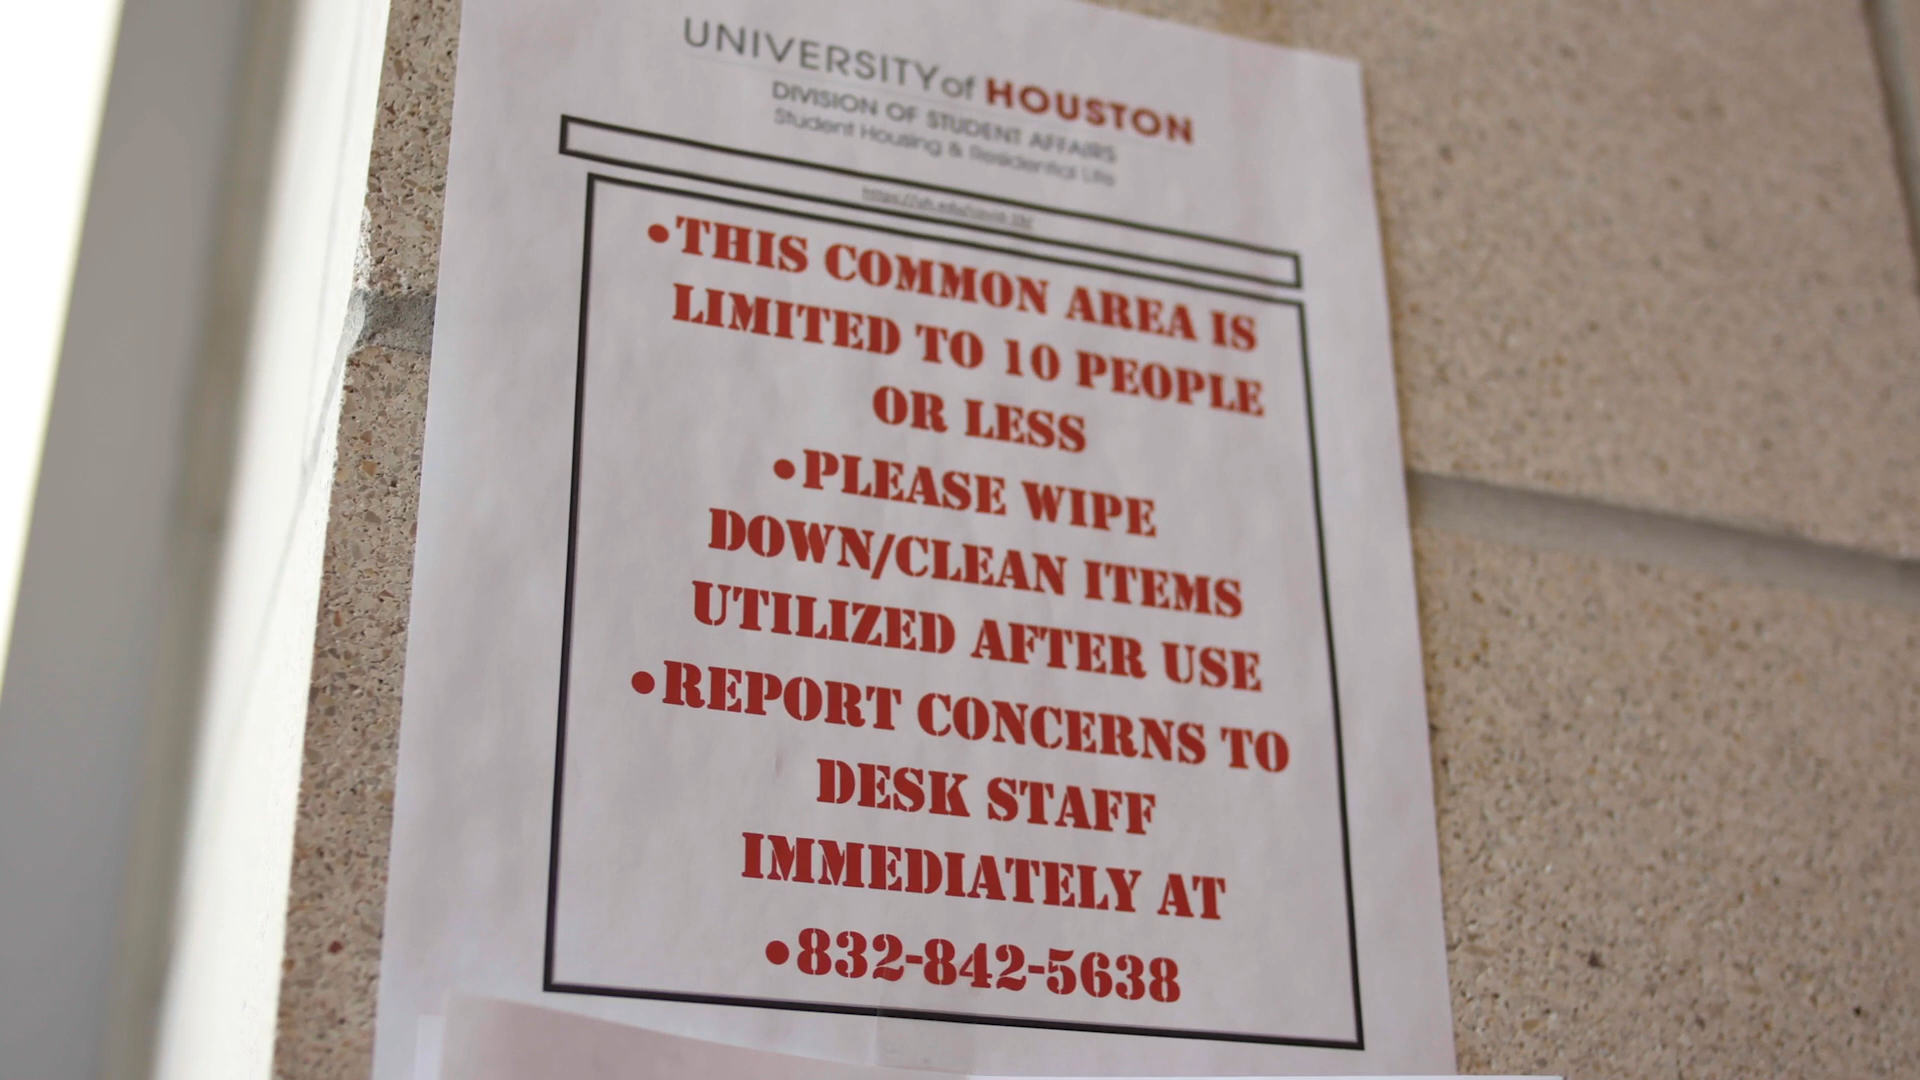 UNIVERSITY of HOUSTON
DIVISION OF STUDENT AFFAIRS
Student Housing & Residential Life
•THIS COMMON AREA IS
LIMITED TO 10 PEOPLE
OR LESS
•PLEASE WIPE
DOWN/CLEAN ITEMS
UTILIZED AFTER USE
•REPORT CONCERNS TO
DESK STAFF
IMMEDIATELY AT
•832-842-5638